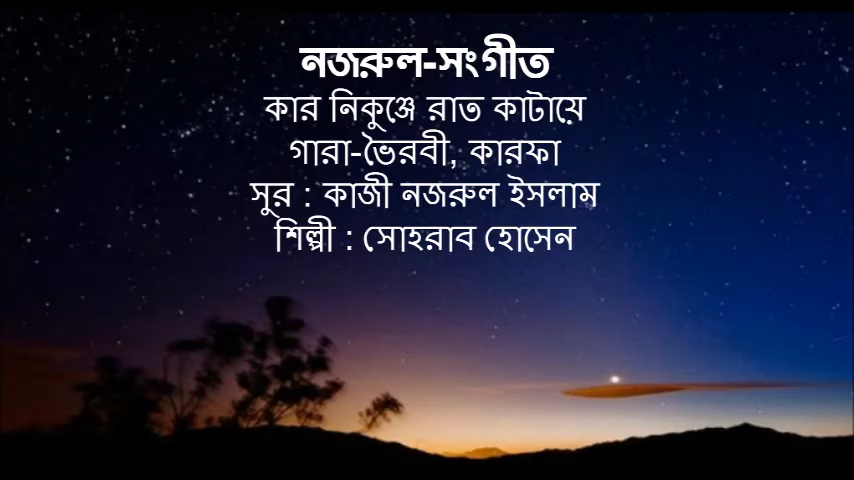 নজরুল-সংগীত
কার নিকুঞ্জে রাত কাটায়ে
গারা-ভৈরবী, কারফা
সুর : কাজী নজরুল ইসলাম
শিল্পী : সোহরাব হোসেন